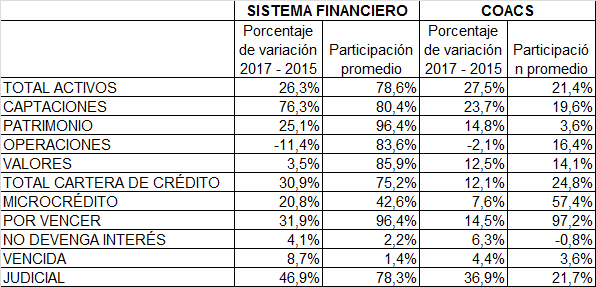 SISTEMA FINANCIERO COACS
Porcentaje de variación 2017 - 2015 Participación promedio Porcentaje de variación 2017 - 2015 Participació n promedio
TOTAL ACTIVOS 26,3% 78,6% 27,5% 21,4%
CAPTACIONES 76,3% 80,4% 23,7% 19,6%
PATRIMONIO 25,1% 96,4% 14,8% 3,6%
OPERACIONES -11,4% 83,6% -2,1% 16,4%
VALORES 3,5% 85,9% 12,5% 14,1%
TOTAL CARTERA DE CRÉDITO 30,9% 75,2% 12,1% 24,8%
MICROCRÉDITO 20,8% 42,6% 7,6% 57,4%
POR VENCER 31,9% 96,4% 14,5% 97,2%
NO DEVENGA INTERÉS 4,1% 2,2% 6,3% -0,8%
VENCIDA 8,7% 1,4% 4,4% 3,6%
JUDICIAL 46,9% 78,3% 36,9% 21,7%